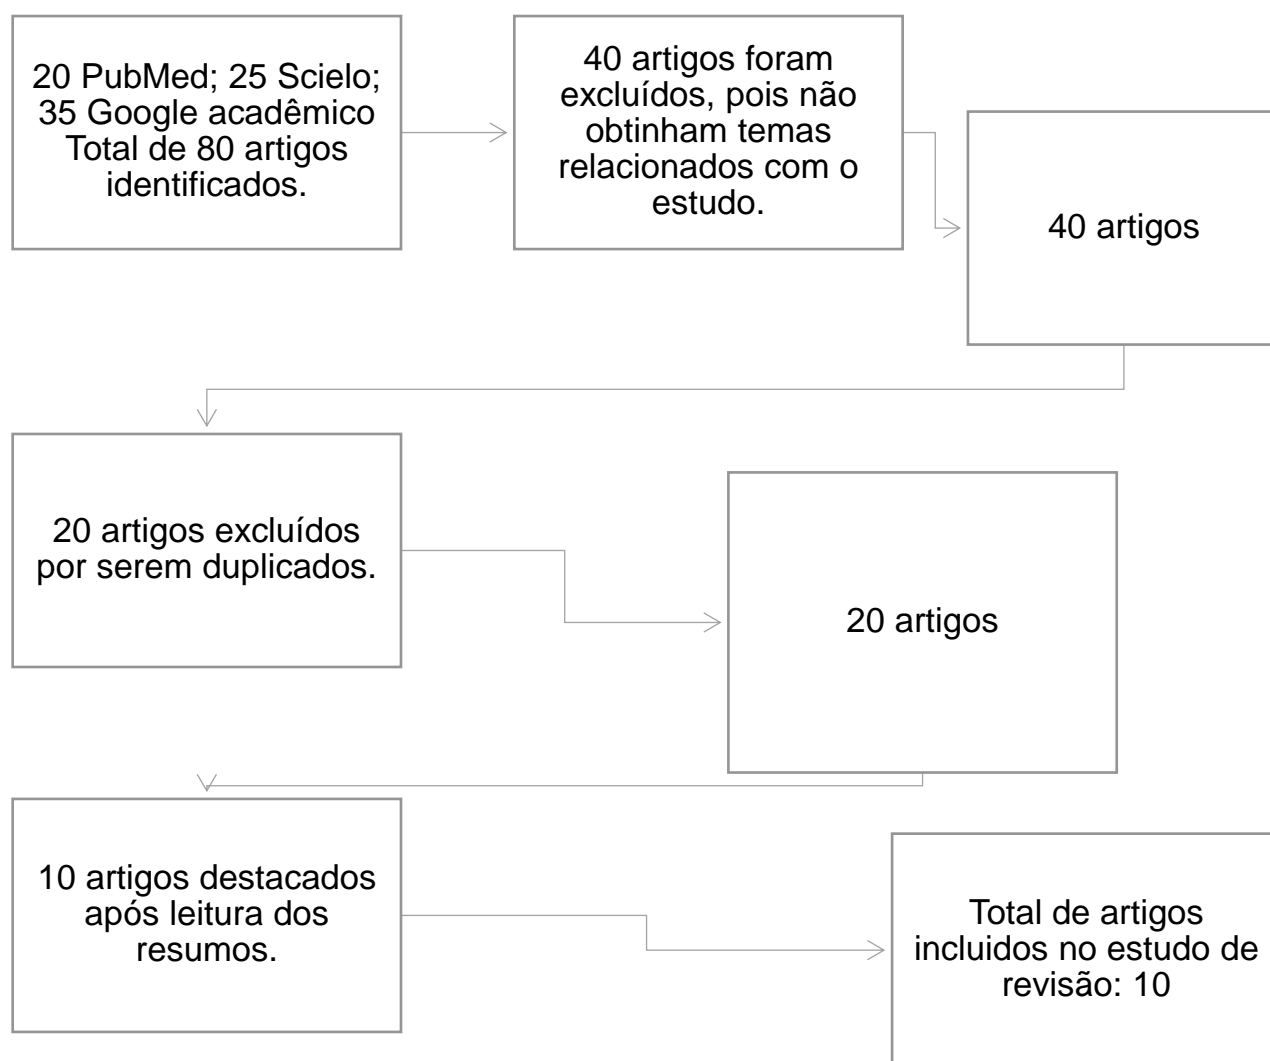 20 PubMed; 25 Scielo;
35 Google acadêmico
Total de 80 artigos
identificados.
40 artigos foram
excluídos, pois não
obtinham temas
relacionados com o
estudo.
40 artigos
20 artigos excluídos
por serem duplicados.
20 artigos
10 artigos destacados
após leitura dos
resumos.
Total de artigos
incluidos no estudo de
revisão: 10